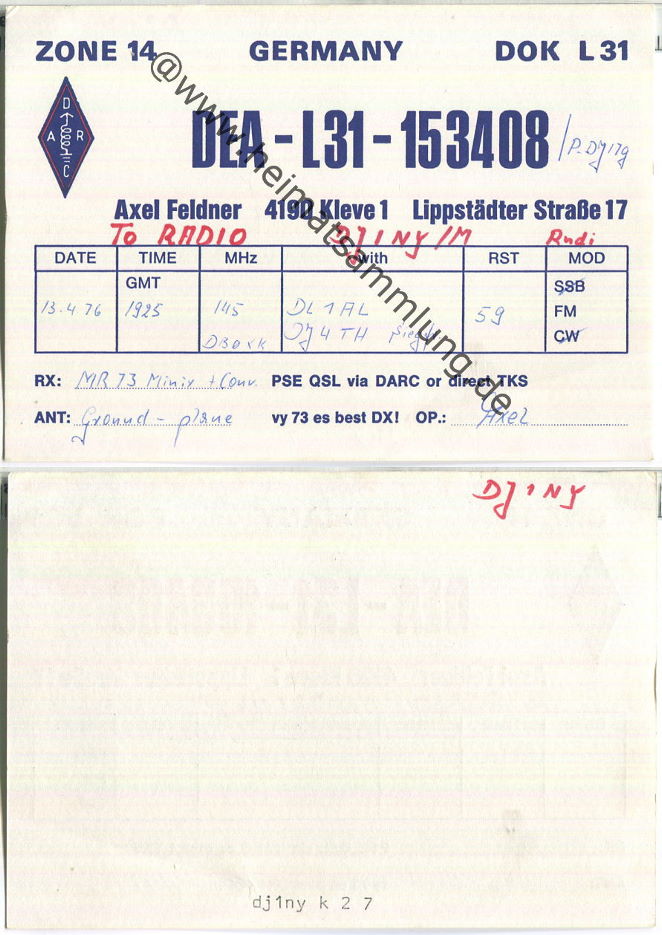 ZONE 14 GERMANY DOK L31
D
A R
C
DEA-L31-153408
Axel Feldner 4190 Kleve 1 Lippstädter Straße 17
To RADIO DJ1NY/M Rudi
DATE TIME MHz with RST MOD
GMT SSB
13.4.76 1925 145 DL1AL 59 FM
DJ4TH CW
RX: MR 73 Minix + Conv. PSE QSL via DARC or direct TKS
ANT: Ground-plane vy 73 es best DX! OP.: Axel
@www.heimatsammlung.de
DJ1NY
dj1ny k 2 7